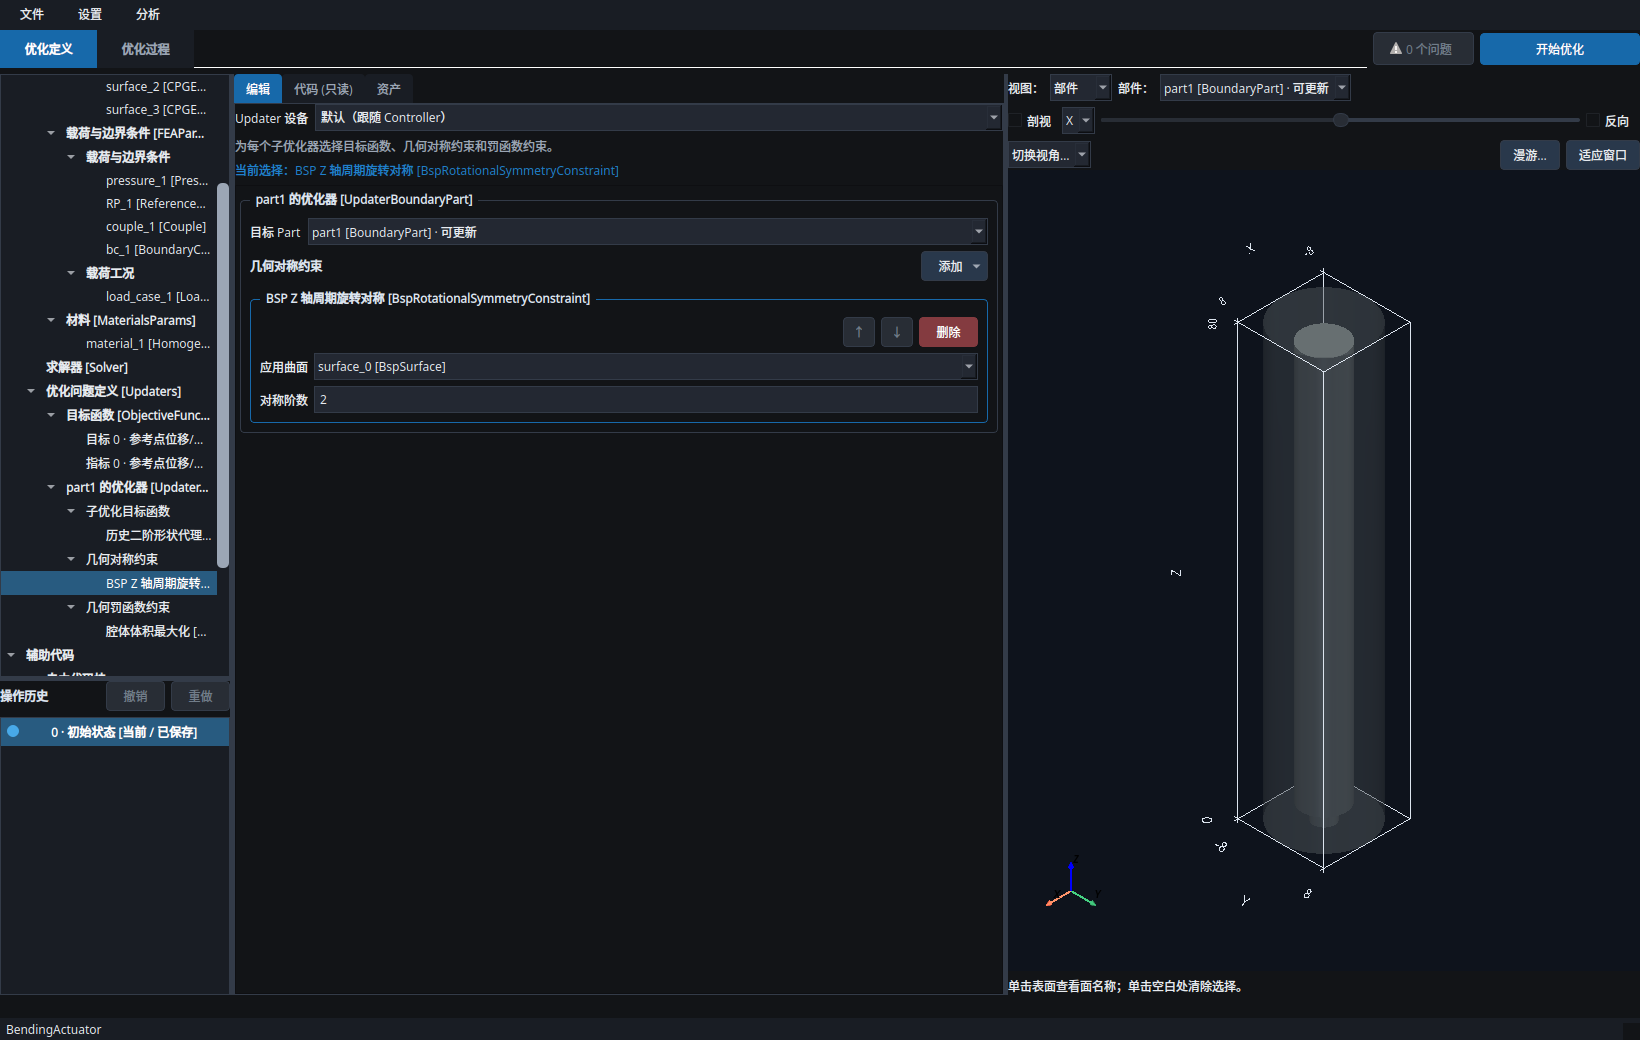 文件 设置 分析
优化定义 优化过程 0 个问题 开始优化
surface_2 [CPGE...
surface_3 [CPGE...
载荷与边界条件 [FEAPar...
载荷与边界条件
pressure_1 [Pres...
RP_1 [Reference...
couple_1 [Couple]
bc_1 [BoundaryC...
载荷工况
load_case_1 [Loa...
材料 [MaterialsParams]
material_1 [Homoge...
求解器 [Solver]
优化问题定义 [Updaters]
目标函数 [ObjectiveFunc...
目标 0 · 参考点位移/...
指标 0 · 参考点位移/...
part1 的优化器 [Updater...
子优化目标函数
历史二阶形状代理...
几何对称约束
BSP Z 轴周期旋转...
几何罚函数约束
腔体体积最大化 [...
辅助代码
操作历史 撤销 重做
0 · 初始状态 [当前 / 已保存]
编辑 代码 (只读) 资产
Updater 设备 默认（跟随 Controller）
为每个子优化器选择目标函数、几何对称约束和罚函数约束。
当前选择：BSP Z 轴周期旋转对称 [BspRotationalSymmetryConstraint]
part1 的优化器 [UpdaterBoundaryPart]
目标 Part part1 [BoundaryPart] · 可更新
几何对称约束 添加
BSP Z 轴周期旋转对称 [BspRotationalSymmetryConstraint]
↑ ↓ 删除
应用曲面 surface_0 [BspSurface]
对称阶数 2
视图： 部件 部件： part1 [BoundaryPart] · 可更新
剖视 X 反向
切换视角... 漫游... 适应窗口
80
Z
0
Z
单击表面查看面名称；单击空白处清除选择。
BendingActuator